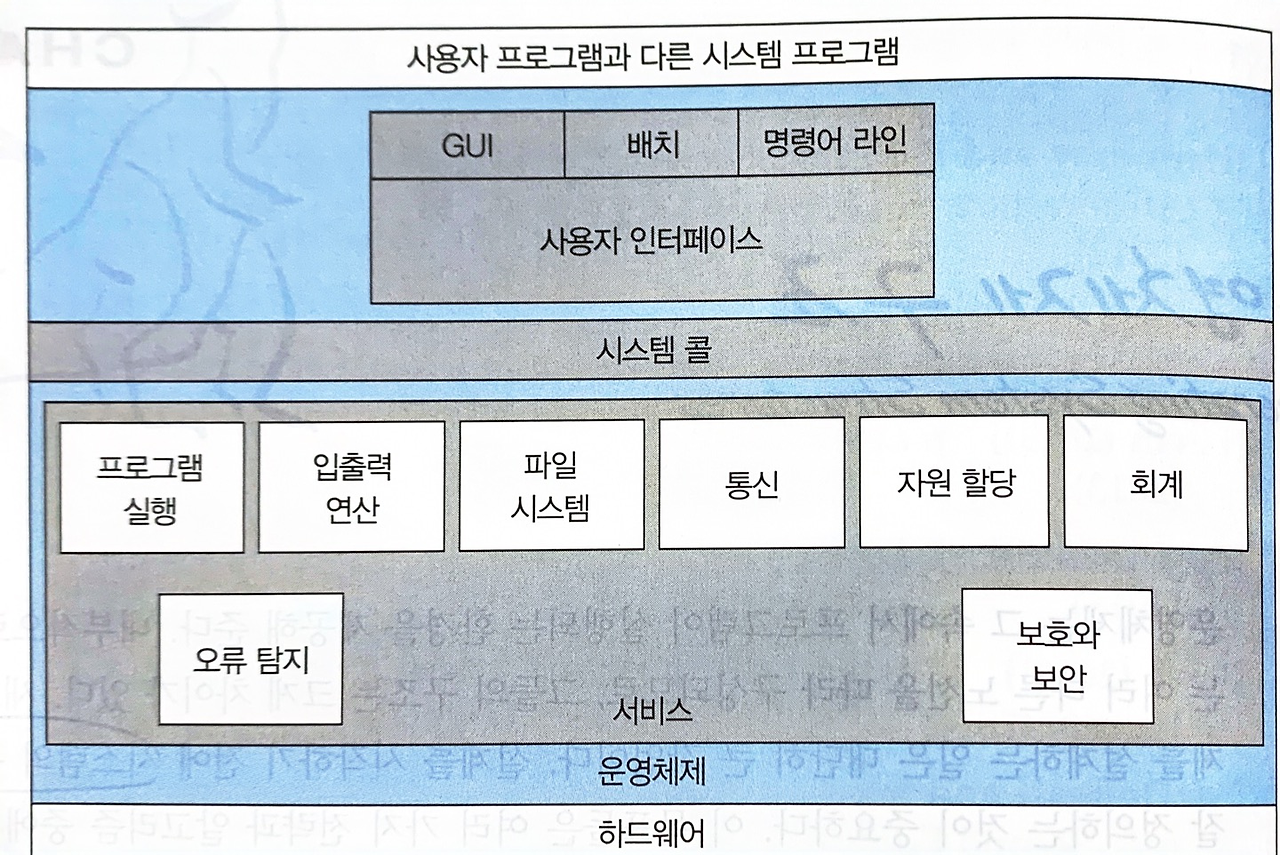 사용자 프로그램과 다른 시스템 프로그램
GUI
배치
명령어 라인
사용자 인터페이스
시스템 콜
프로그램
실행
입출력
연산
파일
시스템
통신
자원 할당
회계
오류 탐지
보호와
보안
서비스
운영체제
하드웨어